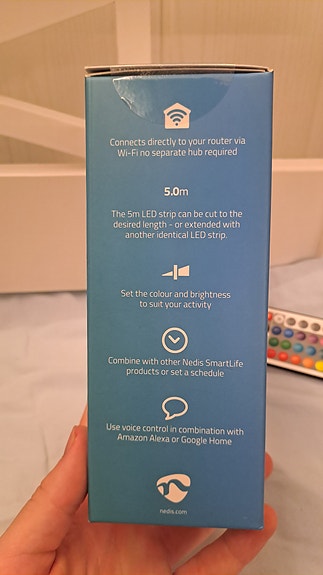 Connects directly to your router via
Wi-Fi no separate hub required
5.0m
The 5m LED strip can be cut to the
desired length - or extended with
another identical LED strip.
Set the colour and brightness
to suit your activity
Combine with other Nedis SmartLife
products or set a schedule
Use voice control in combination with
Amazon Alexa or Google Home
nedis.com